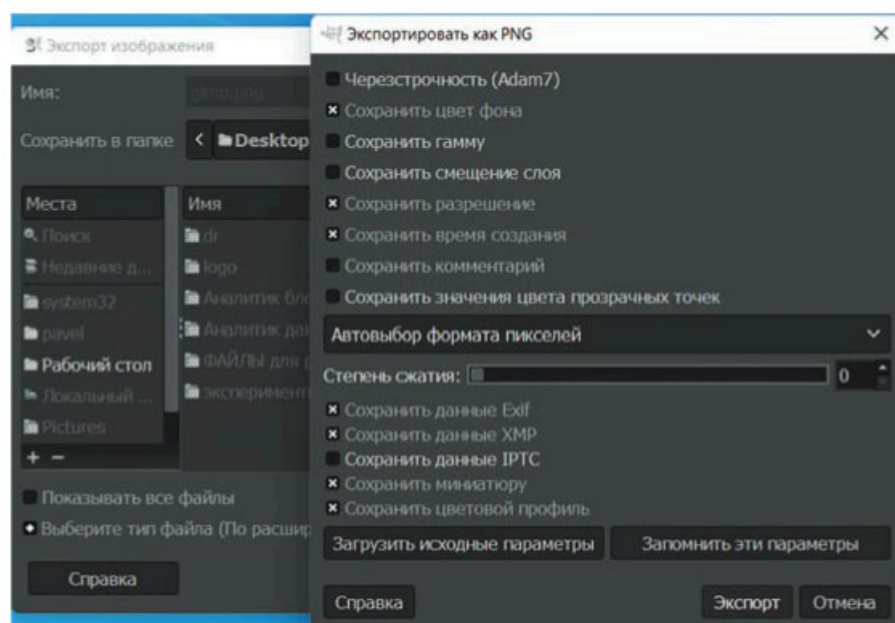 Экспорт изображения
Имя:
gimp.png
Сохранить в папке
Desktop
Места
Поиск
Недавние д...
system32
pavel
Рабочий стол
Локальный ...
Pictures
+ −
Имя
dr
logo
Аналитик бло
Аналитик дан
ФАЙЛЫ для р
эксперимент
Показывать все файлы
Выберите тип файла (По расшир
Справка
Экспортировать как PNG
Черезстрочность (Adam7)
Сохранить цвет фона
Сохранить гамму
Сохранить смещение слоя
Сохранить разрешение
Сохранить время создания
Сохранить комментарий
Сохранить значения цвета прозрачных точек
Автовыбор формата пикселей
Степень сжатия: 0
Сохранить данные Exif
Сохранить данные XMP
Сохранить данные IPTC
Сохранить миниатюру
Сохранить цветовой профиль
Загрузить исходные параметры Запомнить эти параметры
Справка Экспорт Отмена